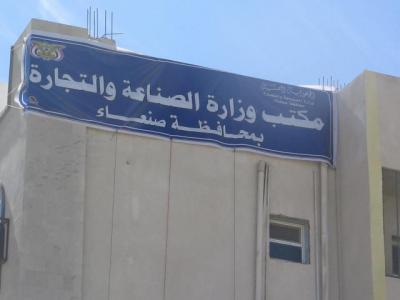 مكتب وزارة الصناعة والتجارة
بمحافظة صنعاء